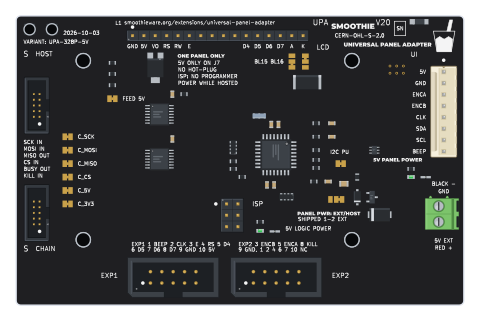 LI smoothieware.org/extensions/universal-panel-adapter
2026-10-03
VARIANT: UPA-328P-5V
UPA SMOOTHIE V20
CERN-OHL-S-2.0
UNIVERSAL PANEL ADAPTER
SN
S HOST
GND 5V VO RS RW E D4 D5 D6 D7 A K
LCD
ONE PANEL ONLY
5V ONLY ON J7
NO HOT-PLUG
ISP: NO PROGRAMMER
POWER WHILE HOSTED
BL15 BL16
UI
5V
GND
ENCA
ENCB
CLK
SDA
SCL
BEEP
FEED 5V
SCK IN
MOSI IN
MISO OUT
CS IN
BUSY OUT
KILL IN
C_SCK
C_MOSI
C_MISO
C_CS
C_5V
C_3V3
I2C PU
5V PANEL POWER
BLACK -
GND
ISP
PANEL PWR: EXT/HOST
SHIPPED 1-2 EXT
5V LOGIC POWER
S CHAIN
5V EXT
RED +
EXP1 1 BEEP 2 CLK 3 E 4 RS 5 D4
6 D5 7 D6 8 D7 9 GND 10 5V
EXP2 3 ENCB 5 ENCA 8 KILL
9 GND, 1 2 4 6 7 10 NC
EXP1
EXP2